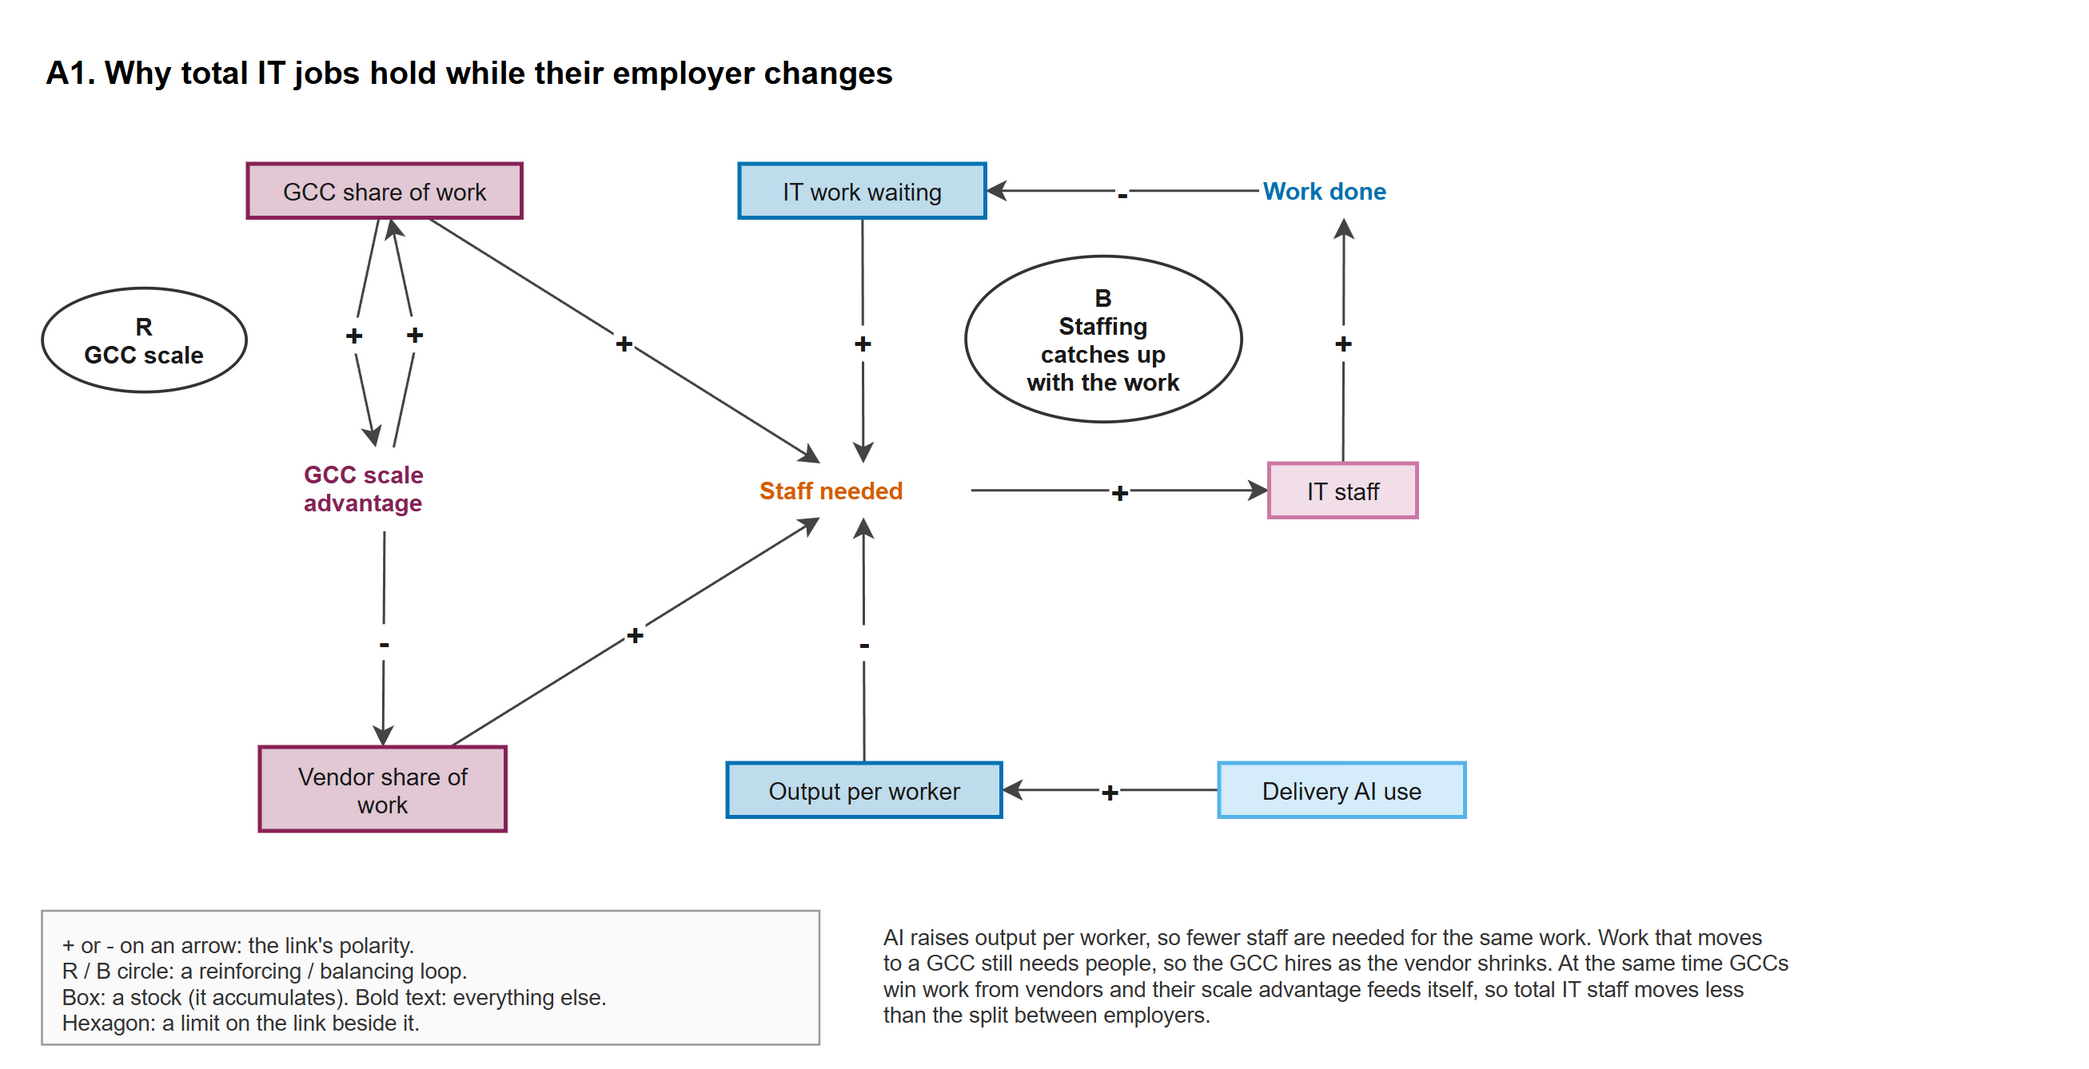 A1. Why total IT jobs hold while their employer changes
GCC share of work
IT work waiting
-
Work done
R
GCC scale
+
+
+
+
B
Staffing
catches up
with the work
+
GCC scale
advantage
Staff needed
+
IT staff
-
+
-
Vendor share of
work
Output per worker
+
Delivery AI use
+ or - on an arrow: the link's polarity.
R / B circle: a reinforcing / balancing loop.
Box: a stock (it accumulates). Bold text: everything else.
Hexagon: a limit on the link beside it.
AI raises output per worker, so fewer staff are needed for the same work. Work that moves
to a GCC still needs people, so the GCC hires as the vendor shrinks. At the same time GCCs
win work from vendors and their scale advantage feeds itself, so total IT staff moves less
than the split between employers.